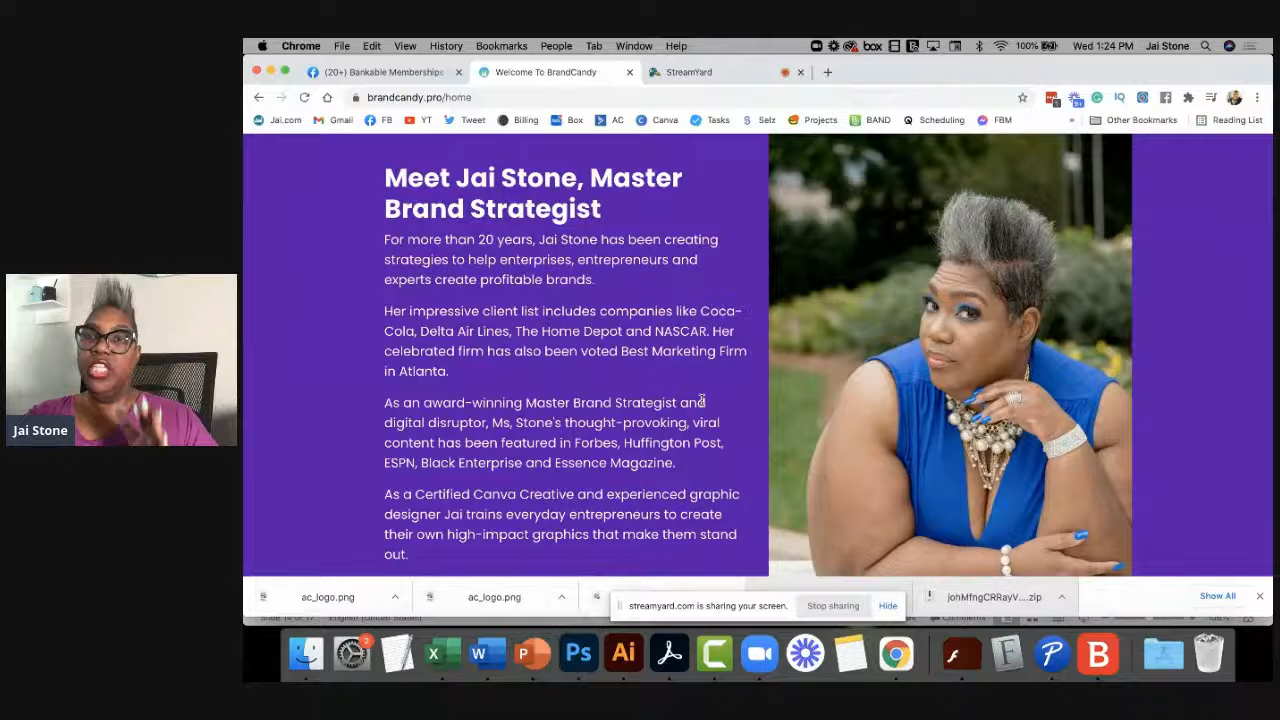 Chrome File Edit View History Bookmarks People Tab Window Help box 100% Wed 1:24 PM Jai Stone
(20+) Bankable Memberships
Welcome To BrandCandy
StreamYard
brandcandy.pro/home
Jai.com Gmail FB YT Tweet Billing Box AC Canva Tasks Selz Projects BAND Scheduling FBM » Other Bookmarks Reading List
Meet Jai Stone, Master
Brand Strategist
For more than 20 years, Jai Stone has been creating
strategies to help enterprises, entrepreneurs and
experts create profitable brands.
Her impressive client list includes companies like Coca-
Cola, Delta Air Lines, The Home Depot and NASCAR. Her
celebrated firm has also been voted Best Marketing Firm
in Atlanta.
As an award-winning Master Brand Strategist and
digital disruptor, Ms, Stone's thought-provoking, viral
content has been featured in Forbes, Huffington Post,
ESPN, Black Enterprise and Essence Magazine.
As a Certified Canva Creative and experienced graphic
designer Jai trains everyday entrepreneurs to create
their own high-impact graphics that make them stand
out.
Jai Stone
ac_logo.png
ac_logo.png
streamyard.com is sharing your screen. Stop sharing Hide
johMfngCRRayV....zip
Show All
2
Ps Ai